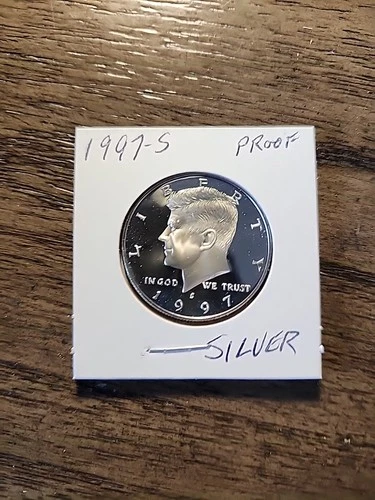 1997-S PROOF
LIBERTY
IN GOD WE TRUST
S
1997
SILVER